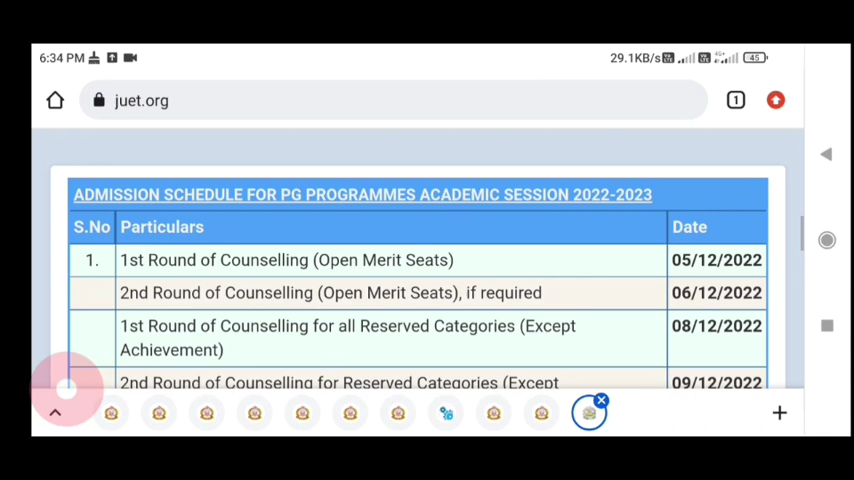 6:34 PM 29.1KB/s 4G+ 45
juet.org 1
ADMISSION SCHEDULE FOR PG PROGRAMMES ACADEMIC SESSION 2022-2023
S.No Particulars Date
1. 1st Round of Counselling (Open Merit Seats) 05/12/2022
2nd Round of Counselling (Open Merit Seats), if required 06/12/2022
1st Round of Counselling for all Reserved Categories (Except 08/12/2022
Achievement)
2nd Round of Counselling for Reserved Categories (Except 09/12/2022